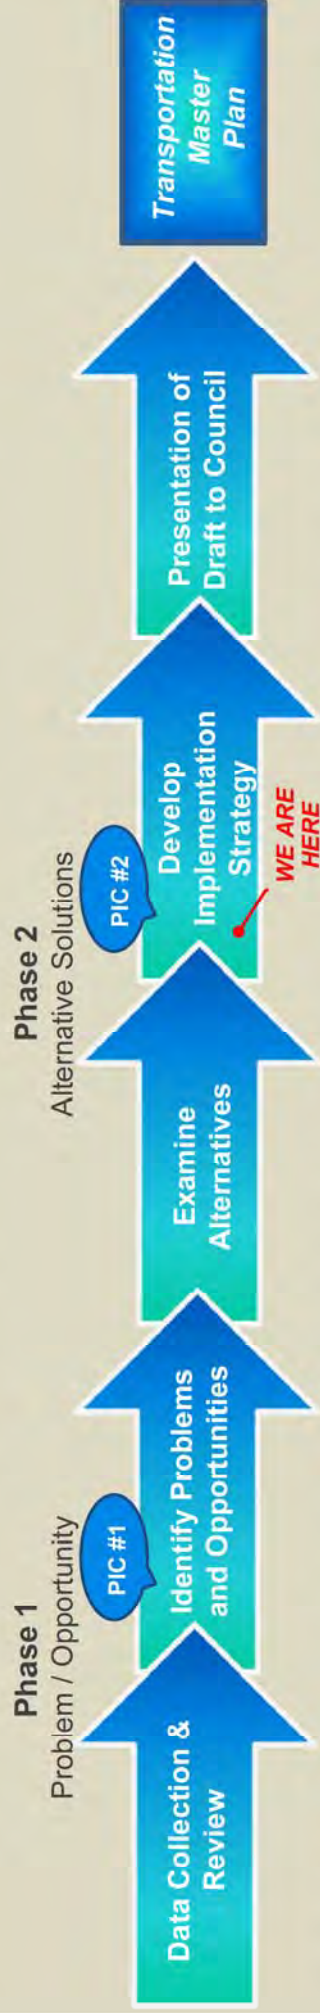 Phase 1
Problem / Opportunity
Phase 2
Alternative Solutions
PIC #1
PIC #2
Data Collection &
Review
Identify Problems
and Opportunities
Examine
Alternatives
Develop
Implementation
Strategy
WE ARE
HERE
Presentation of
Draft to Council
Transportation
Master
Plan